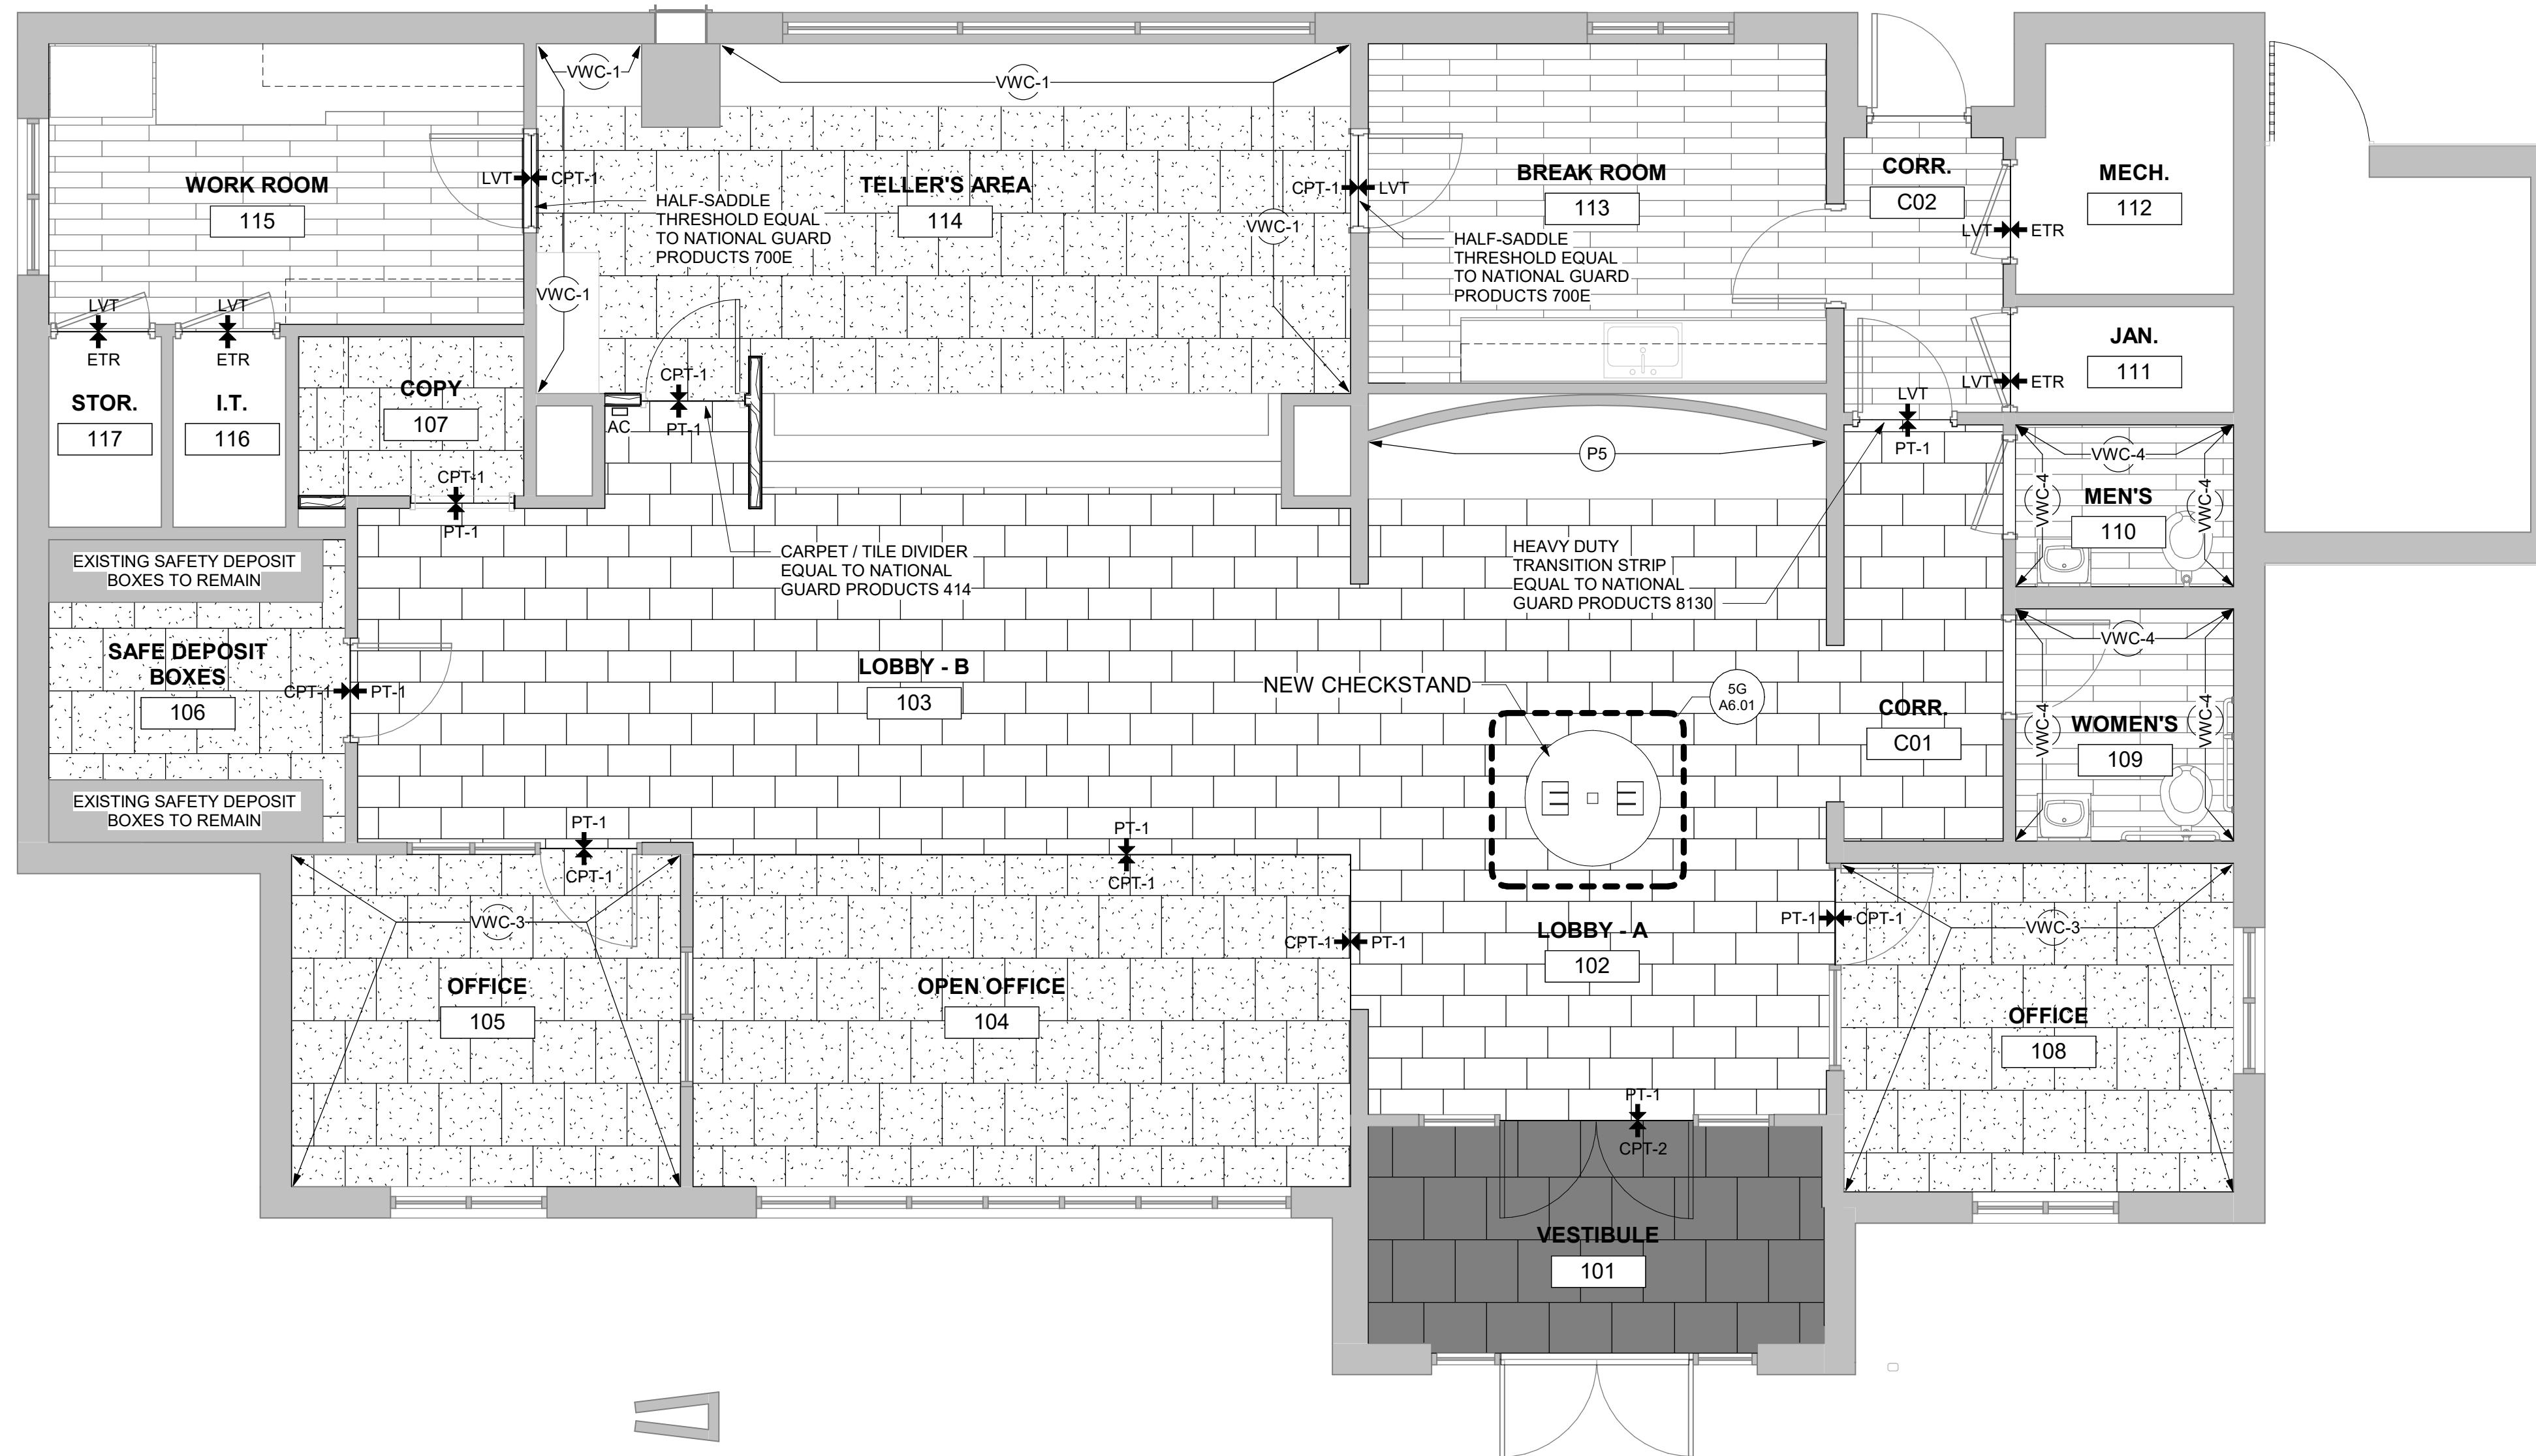 VWC-1
VWC-1
WORK ROOM
115
LVT
CPT-1
HALF-SADDLE
THRESHOLD EQUAL
TO NATIONAL GUARD
PRODUCTS 700E
TELLER'S AREA
114
VWC-1
VWC-1
CPT-1
LVT
BREAK ROOM
113
HALF-SADDLE
THRESHOLD EQUAL
TO NATIONAL GUARD
PRODUCTS 700E
CORR.
C02
LVT
ETR
MECH.
112
LVT
ETR
LVT
ETR
STOR.
117
I.T.
116
COPY
107
CPT-1
PT-1
CPT-1
PT-1
AC
P5
LVT
PT-1
LVT
ETR
JAN.
111
VWC-4
VWC-4
VWC-4
MEN'S
110
EXISTING SAFETY DEPOSIT
BOXES TO REMAIN
CARPET / TILE DIVIDER
EQUAL TO NATIONAL
GUARD PRODUCTS 414
HEAVY DUTY
TRANSITION STRIP
EQUAL TO NATIONAL
GUARD PRODUCTS 8130
SAFE DEPOSIT
BOXES
106
CPT-1
PT-1
LOBBY - B
103
NEW CHECKSTAND
5G
A6.01
CORR.
C01
VWC-4
VWC-4
VWC-4
WOMEN'S
109
EXISTING SAFETY DEPOSIT
BOXES TO REMAIN
PT-1
CPT-1
PT-1
CPT-1
VWC-3
OFFICE
105
OPEN OFFICE
104
CPT-1
PT-1
LOBBY - A
102
PT-1
CPT-1
VWC-3
OFFICE
108
PT-1
CPT-2
VESTIBULE
101